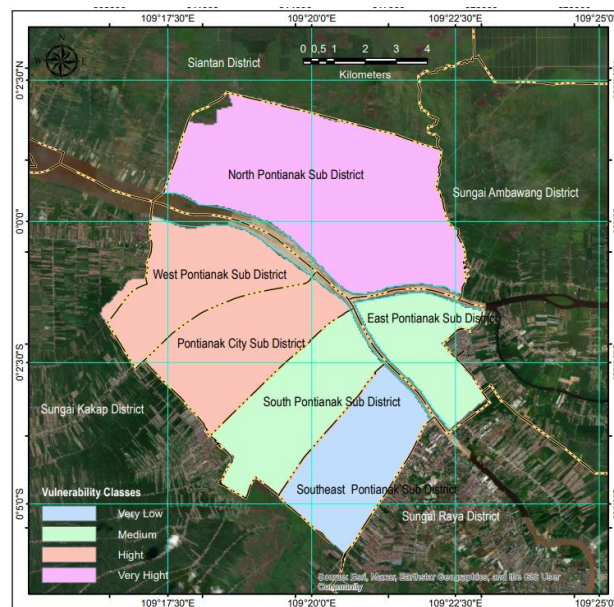 109°17'30"E 109°20'0"E 109°22'30"E 109°25'0"E
N
W E
S
0 0,5 1 2 3 4
Kilometers
Siantan District
0°2'30"N
North Pontianak Sub District
Sungai Ambawang District
0°0'0"
West Pontianak Sub District
East Pontianak Sub District
Pontianak City Sub District
0°2'30"S
South Pontianak Sub District
Sungai Kakap District
Southeast Pontianak Sub District
Sungai Raya District
0°5'0"S
Vulnerability Classes
Very Low
Medium
Hight
Very Hight
Source: Esri, Maxar, Earthstar Geographics, and the GIS User
Community
109°17'30"E 109°20'0"E 109°22'30"E 109°25'0"E